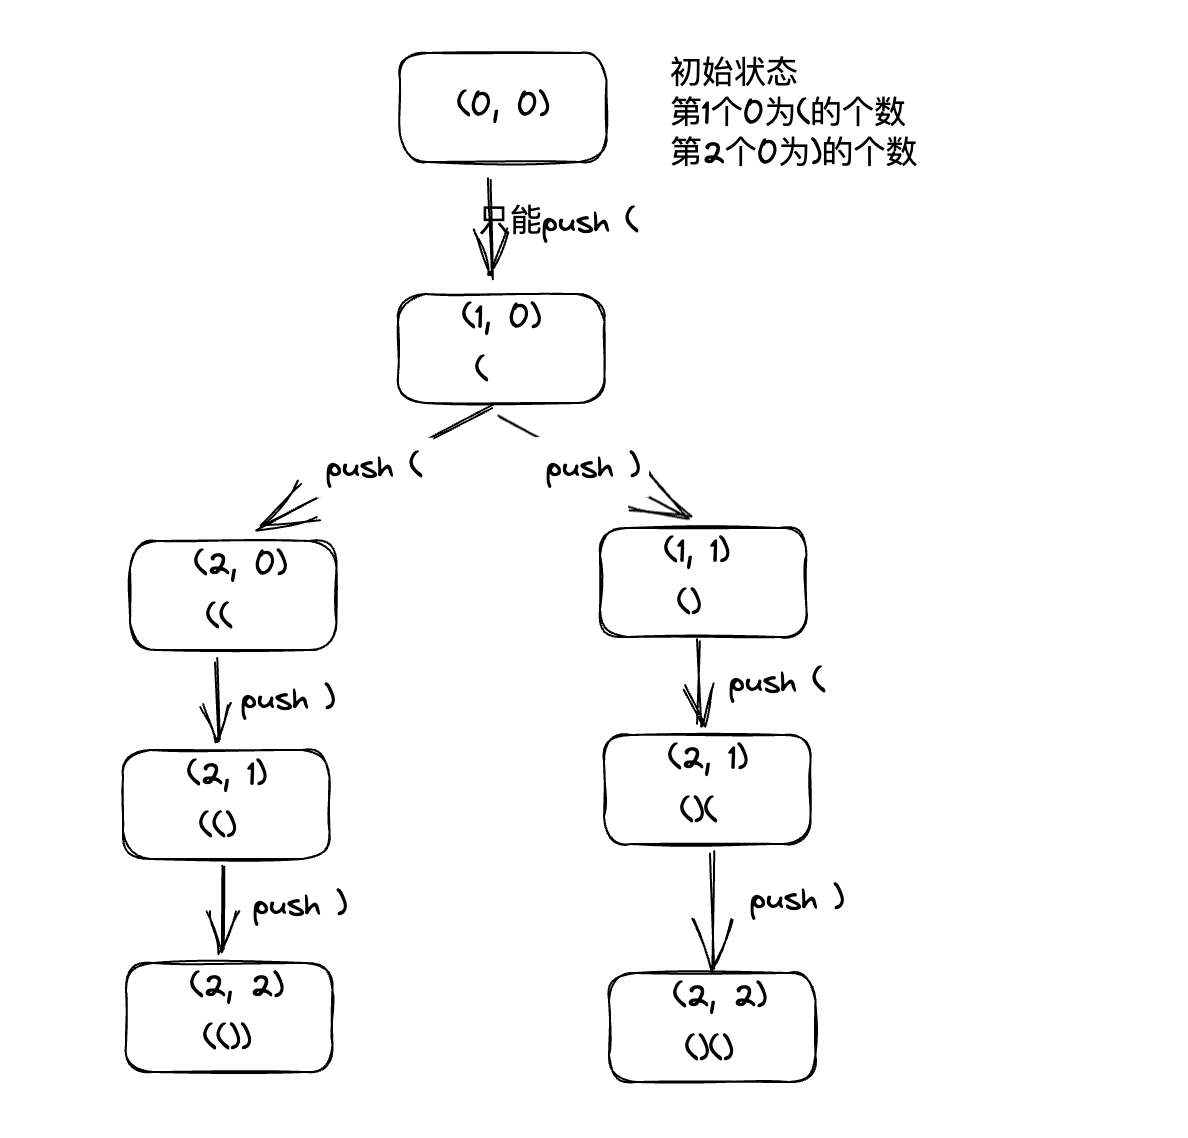 (0, 0)
初始状态
第1个0为(的个数
第2个0为)的个数
只能push (
(1, 0)
(
push (
push )
(2, 0)
((
(1, 1)
()
push )
push (
(2, 1)
(()
(2, 1)
()(
push )
push )
(2, 2)
(())
(2, 2)
()()